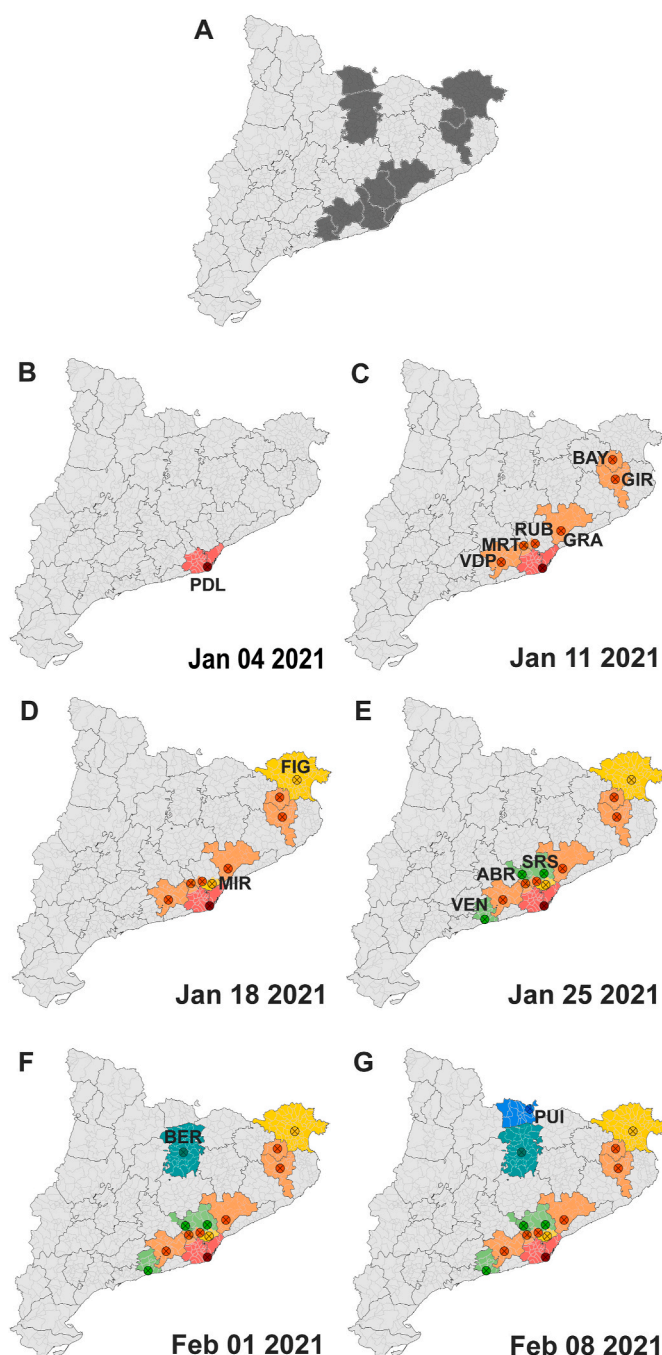 A
B
C
BAY
GIR
RUB
MRT
GRA
VDP
PDL
Jan 04 2021
Jan 11 2021
D
E
FIG
SRS
ABR
MIR
VEN
Jan 18 2021
Jan 25 2021
F
G
PUI
BER
Feb 01 2021
Feb 08 2021